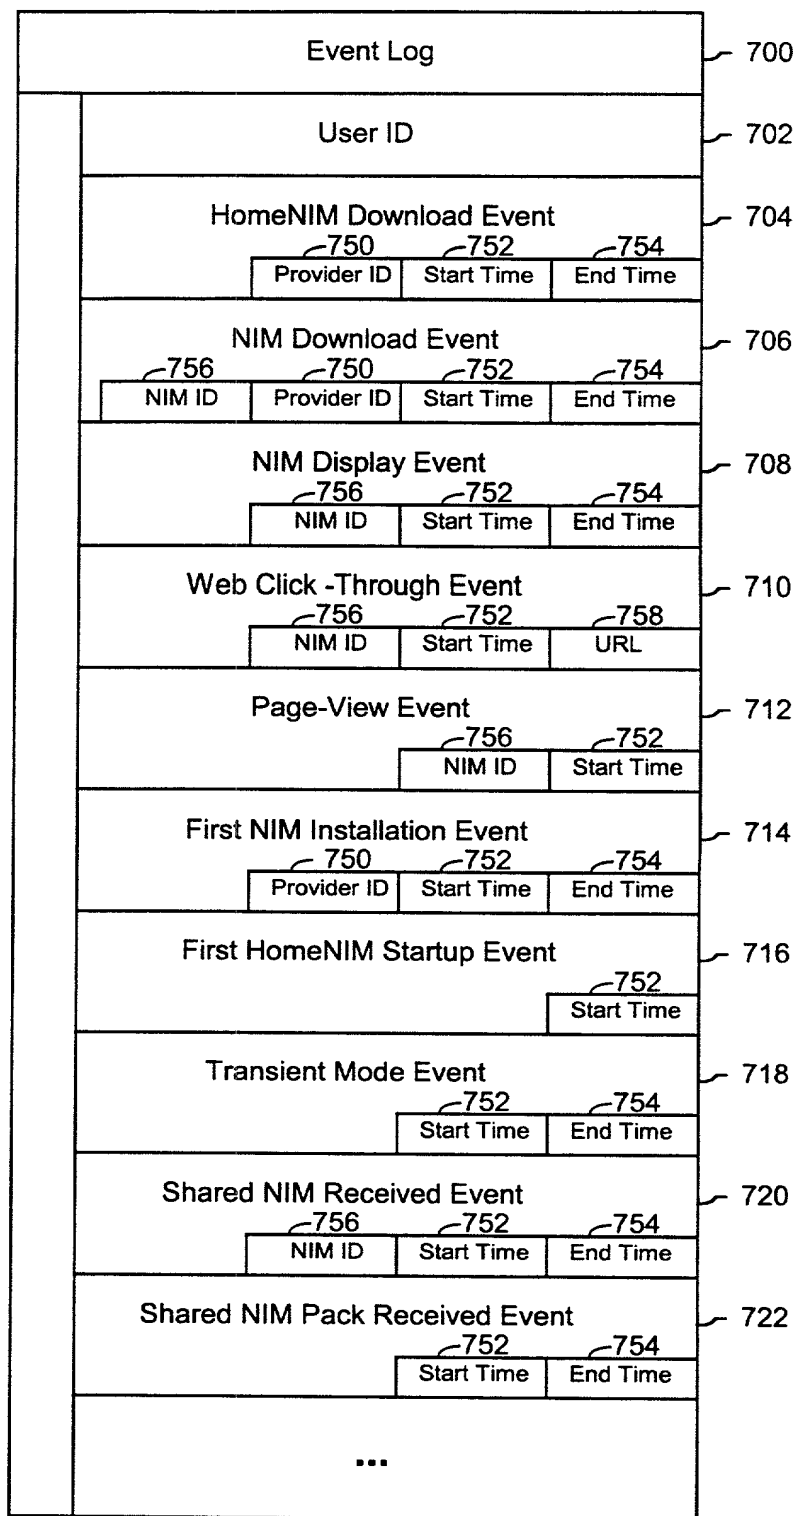 Event Log 700
User ID 702
HomeNIM Download Event 704
750 752 754
Provider ID Start Time End Time
NIM Download Event 706
756 750 752 754
NIM ID Provider ID Start Time End Time
NIM Display Event 708
756 752 754
NIM ID Start Time End Time
Web Click -Through Event 710
756 752 758
NIM ID Start Time URL
Page-View Event 712
756 752
NIM ID Start Time
First NIM Installation Event 714
750 752 754
Provider ID Start Time End Time
First HomeNIM Startup Event 716
752
Start Time
Transient Mode Event 718
752 754
Start Time End Time
Shared NIM Received Event 720
756 752 754
NIM ID Start Time End Time
Shared NIM Pack Received Event 722
752 754
Start Time End Time
...